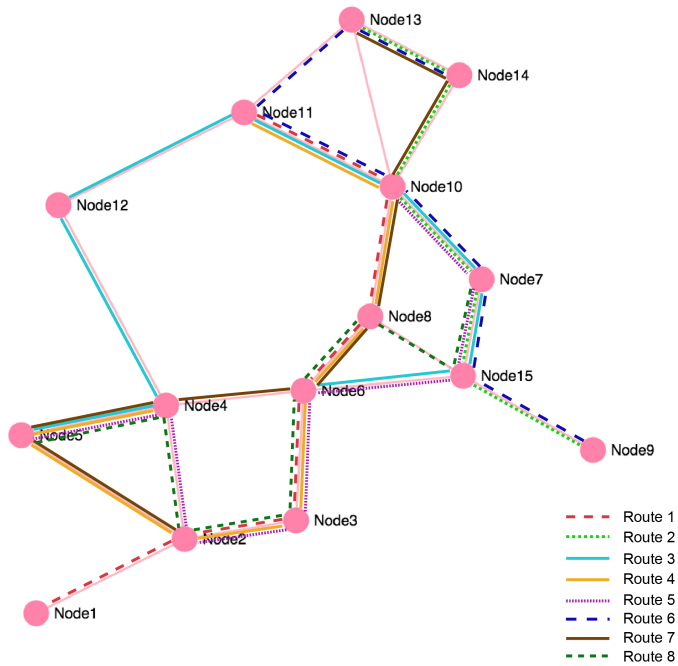 Node13
Node14
Node11
Node10
Node12
Node7
Node8
Node15
Node6
Node4
Node5
Node9
Node3
Node2
Node1
Route 1
Route 2
Route 3
Route 4
Route 5
Route 6
Route 7
Route 8